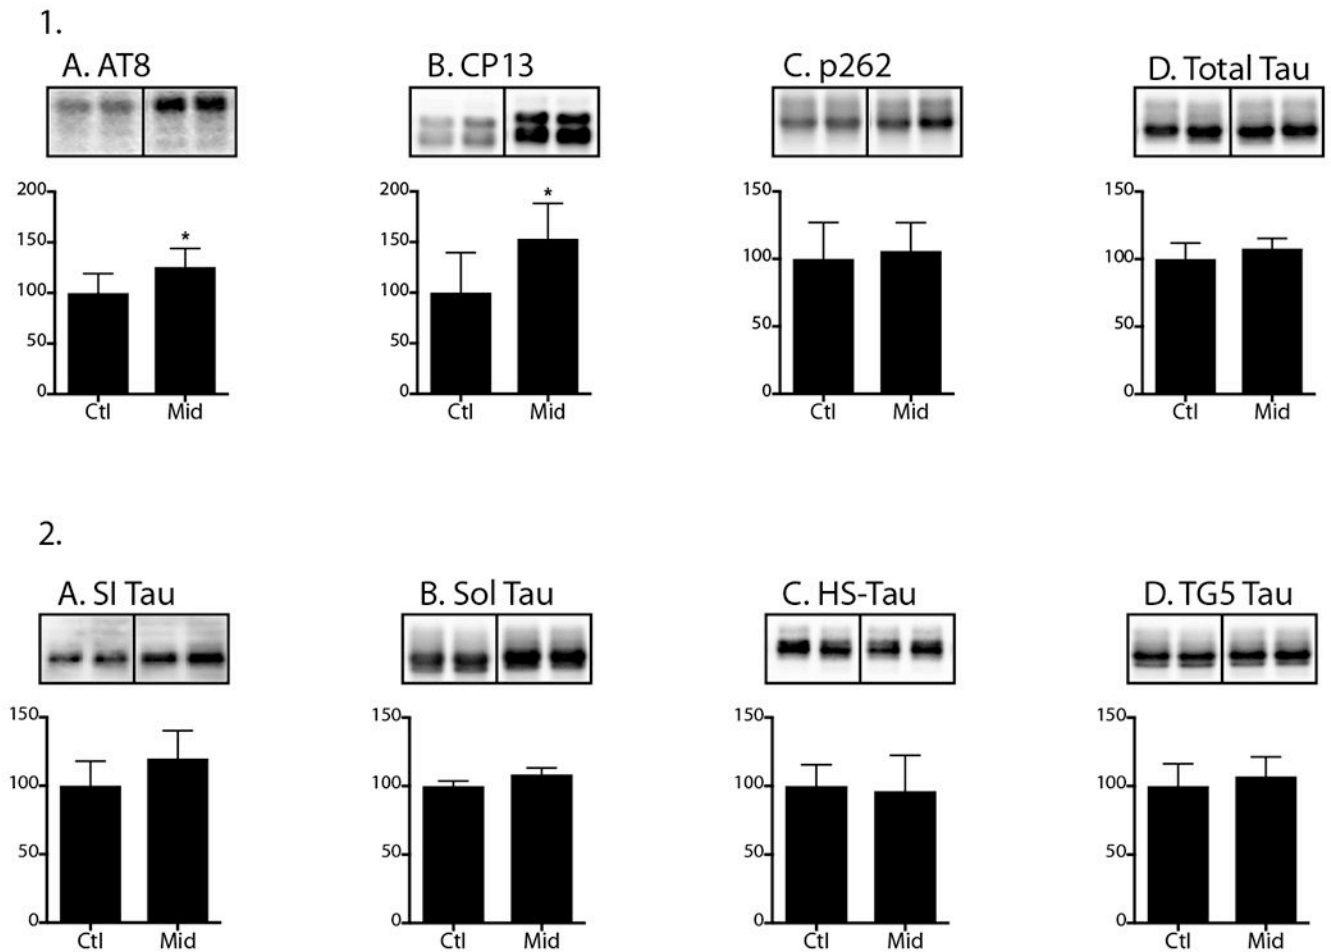 1.
A. AT8
B. CP13
C. p262
D. Total Tau
200
150
100
50
0
*
Ctl
Mid
200
150
100
50
0
*
Ctl
Mid
150
100
50
0
Ctl
Mid
150
100
50
0
Ctl
Mid
2.
A. SI Tau
B. Sol Tau
C. HS-Tau
D. TG5 Tau
150
100
50
0
Ctl
Mid
150
100
50
0
Ctl
Mid
150
100
50
0
Ctl
Mid
150
100
50
0
Ctl
Mid